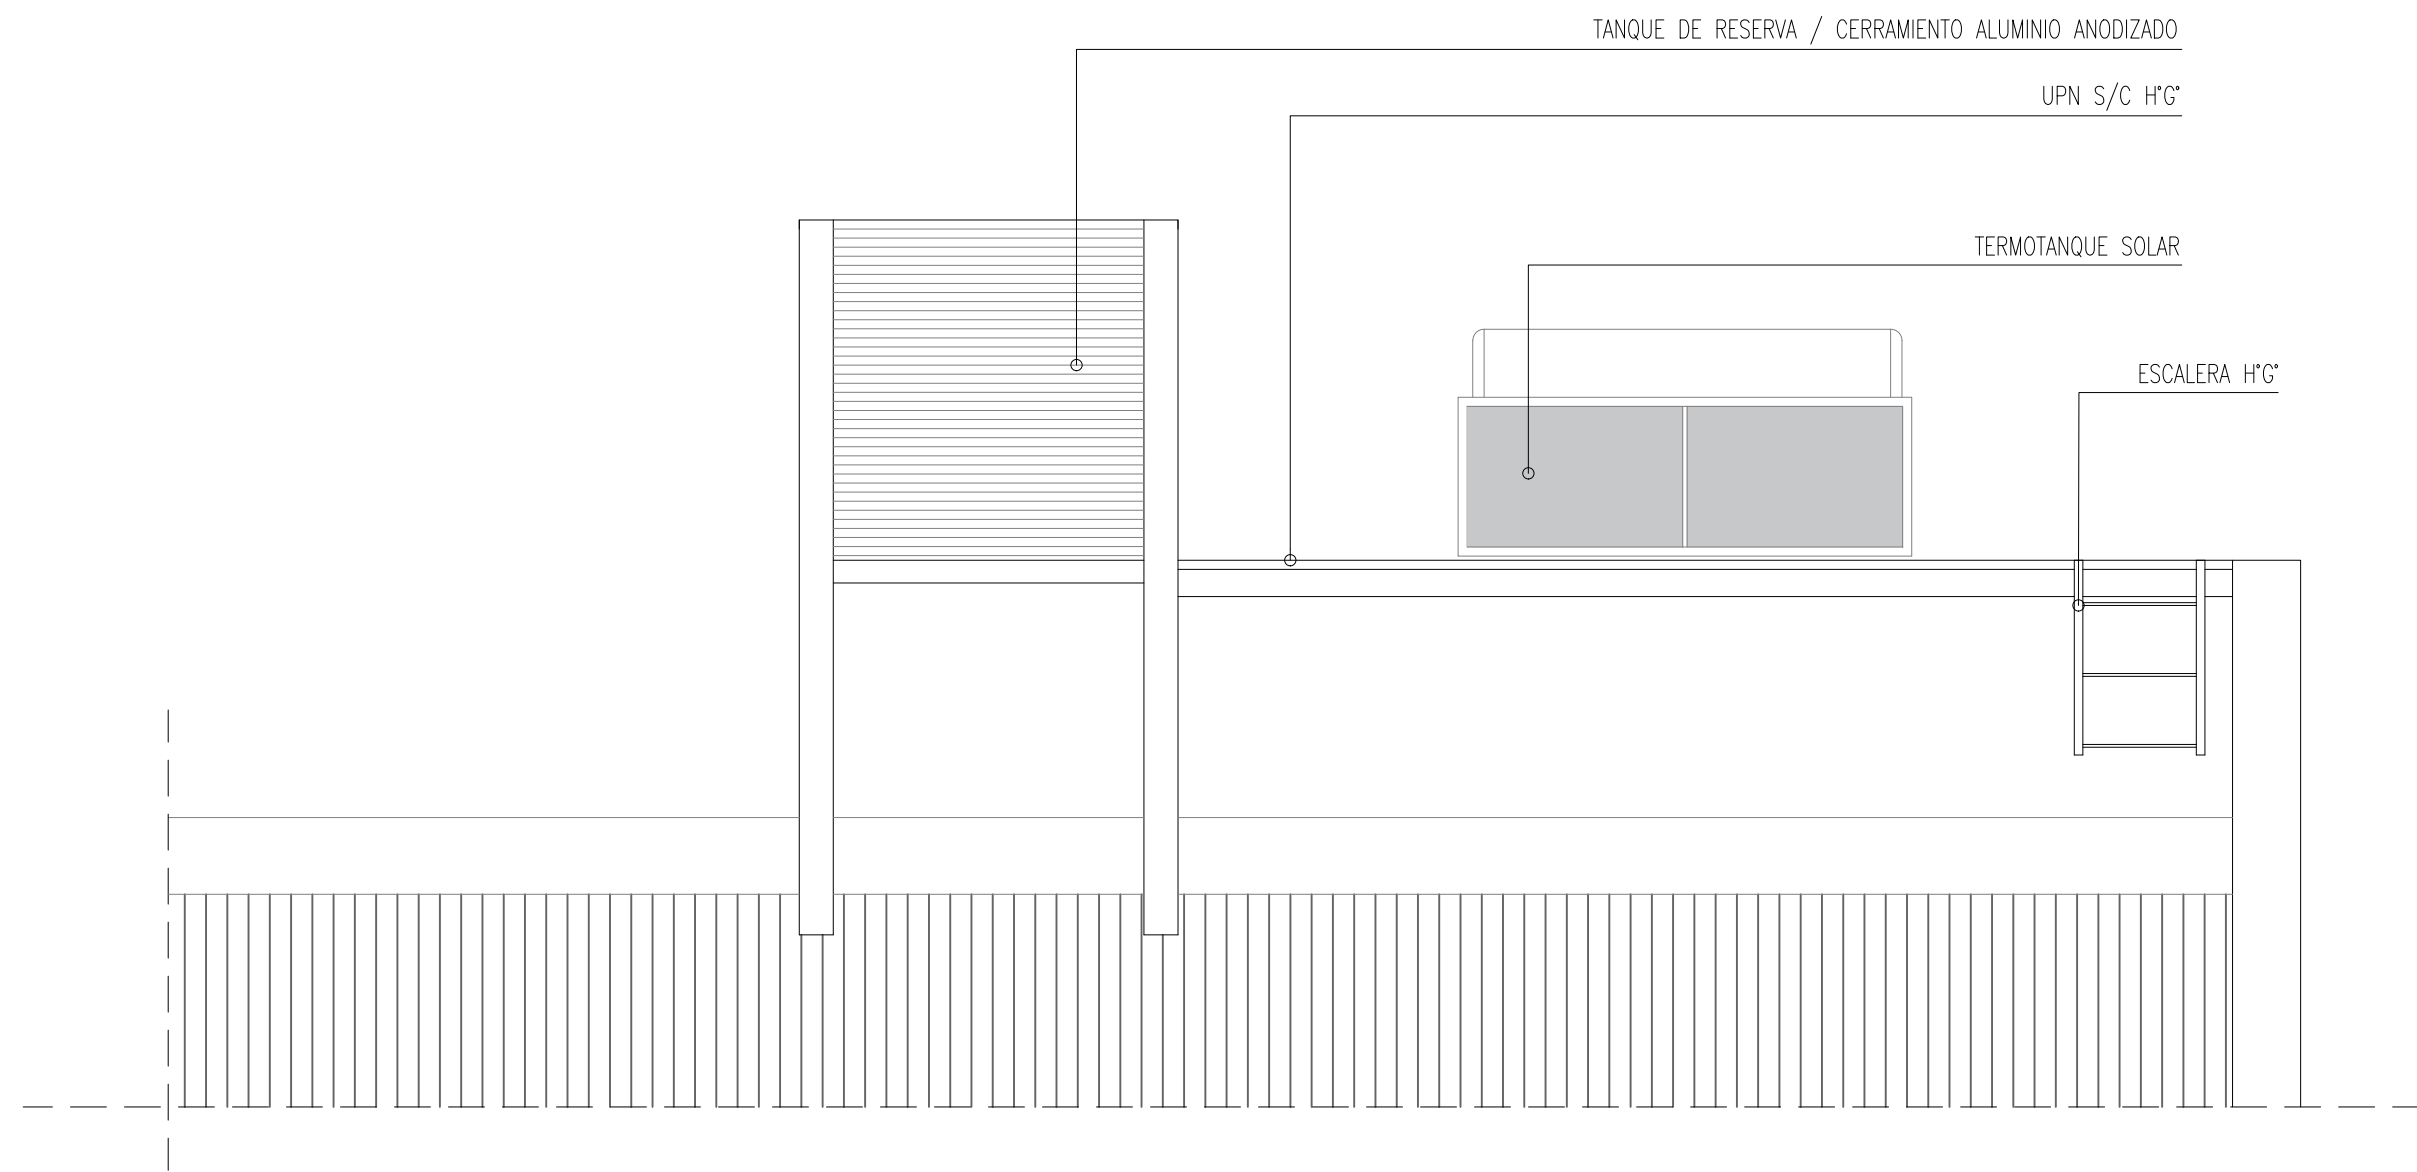 TANQUE DE RESERVA / CERRAMIENTO ALUMINIO ANODIZADO
UPN S/C H°G°
TERMOTANQUE SOLAR
ESCALERA H°G°